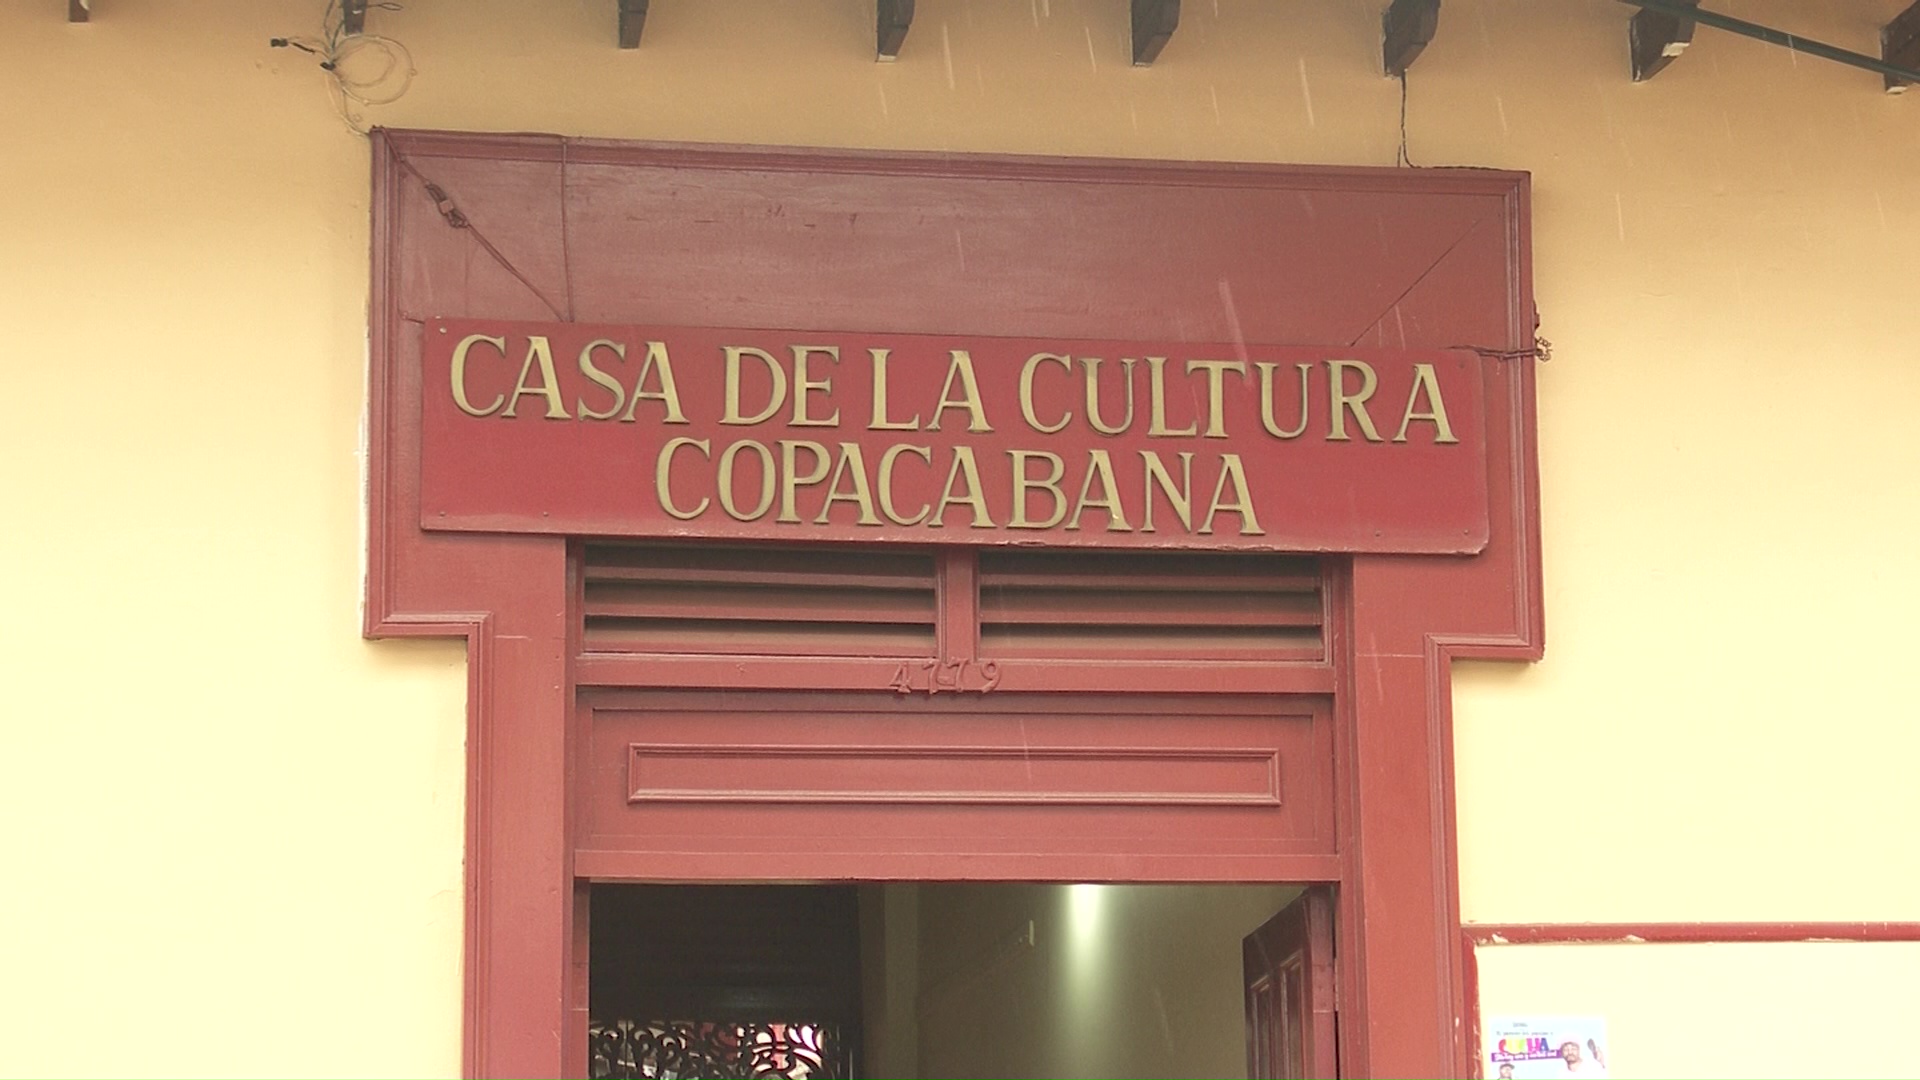 CASA DE LA CULTURA
COPACABANA
4779